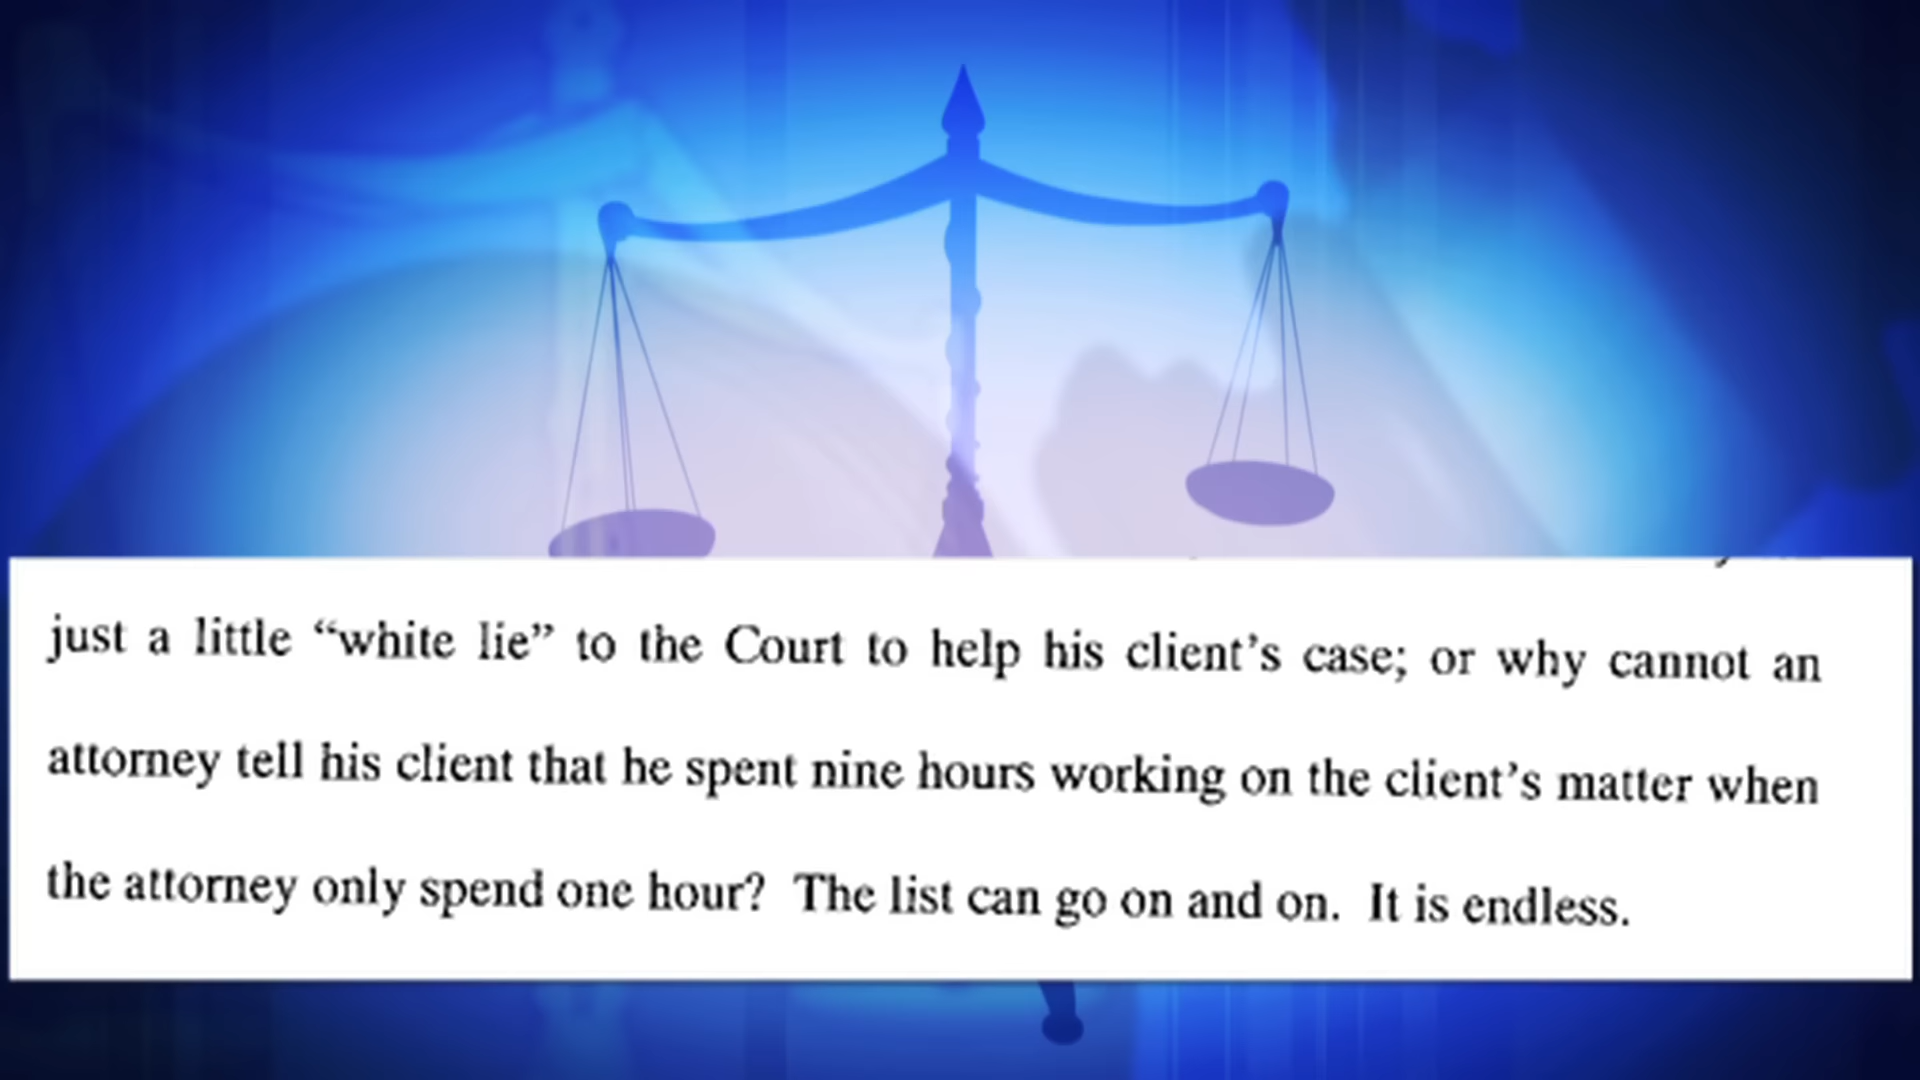 just a little “white lie” to the Court to help his client’s case; or why cannot an
attorney tell his client that he spent nine hours working on the client’s matter when
the attorney only spend one hour?  The list can go on and on.  It is endless.